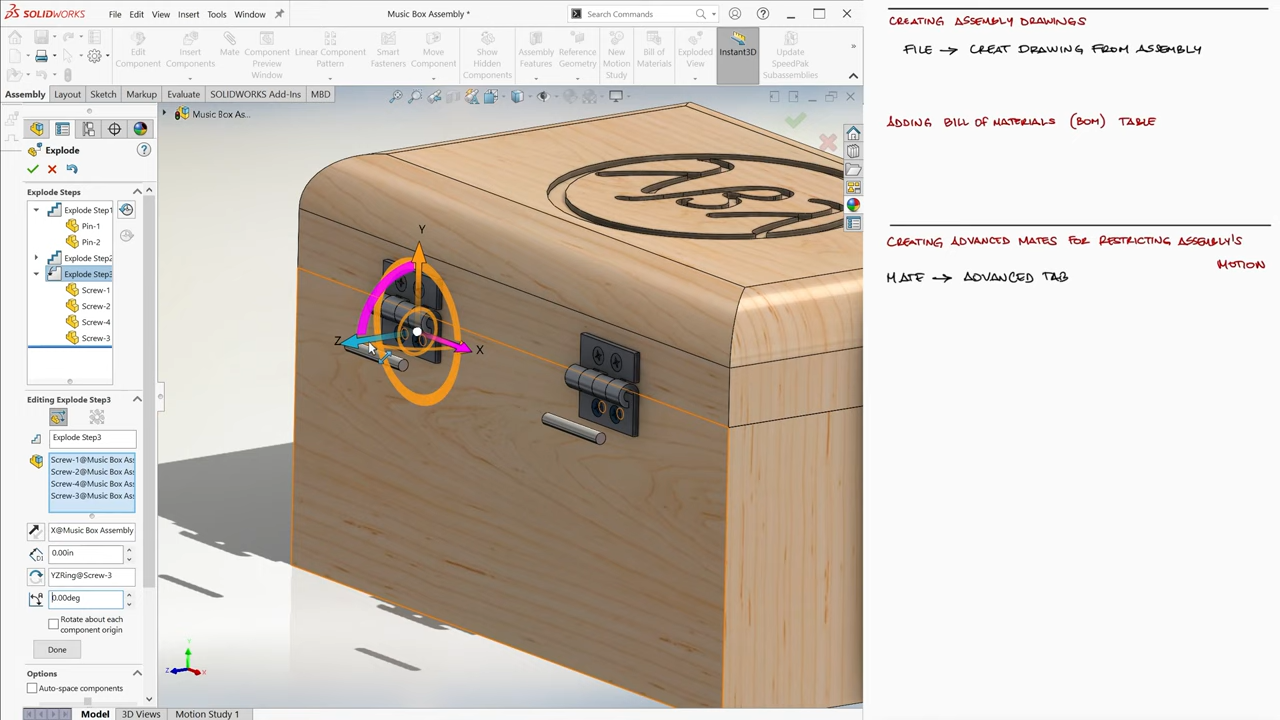 SOLIDWORKS
File
Edit
View
Insert
Tools
Window
Music Box Assembly *
Search Commands
Edit Component
Insert Components
Mate
Component Preview Window
Linear Component Pattern
Smart Fasteners
Move Component
Show Hidden Components
Assembly Features
Reference Geometry
New Motion Study
Bill of Materials
Exploded View
Instant3D
Update SpeedPak Subassemblies
Assembly
Layout
Sketch
Markup
Evaluate
SOLIDWORKS Add-Ins
MBD
Music Box As...
Explode
Explode Steps
Explode Step1
Pin-1
Pin-2
Explode Step2
Explode Step3
Screw-1
Screw-2
Screw-4
Screw-3
Editing Explode Step3
Explode Step3
Screw-1@Music Box Ass
Screw-2@Music Box Ass
Screw-4@Music Box Ass
Screw-3@Music Box Ass
X@Music Box Assembly
0.00in
YZRing@Screw-3
0.00deg
Rotate about each
component origin
Done
Options
Auto-space components
Y
Z
X
Model
3D Views
Motion Study 1
CREATING ASSEMBLY DRAWINGS
FILE → CREAT DRAWING FROM ASSEMBLY
ADDING BILL OF MATERIALS (BOM) TABLE
CREATING ADVANCED MATES FOR RESTRICTING ASSEMBLY'S
MOTION
MATE → ADVANCED TAB